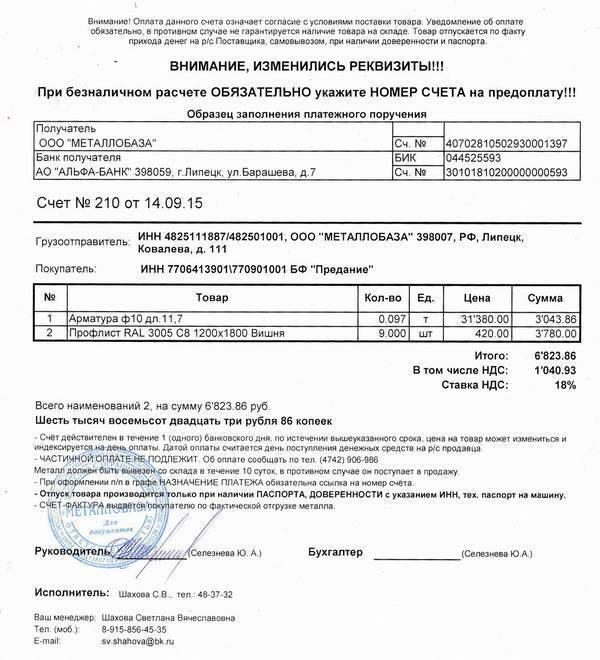 Внимание! Оплата данного счета означает согласие с условиями поставки товара. Уведомление об оплате
обязательно, в противном случае не гарантируется наличие товара на складе. Товар отпускается по факту
прихода денег на р/с Поставщика, самовывозом, при наличии доверенности и паспорта.
ВНИМАНИЕ, ИЗМЕНИЛИСЬ РЕКВИЗИТЫ!!!
При безналичном расчете ОБЯЗАТЕЛЬНО укажите НОМЕР СЧЕТА на предоплату!!!
Образец заполнения платежного поручения
Получатель
ООО "МЕТАЛЛОБАЗА" Сч. № 40702810502930001397
Банк получателя БИК 044525593
АО "АЛЬФА-БАНК" 398059, г.Липецк, ул.Барашева, д.7 Сч. № 30101810200000000593
Счет № 210 от 14.09.15
Грузоотправитель: ИНН 4825111887/482501001, ООО "МЕТАЛЛОБАЗА" 398007, РФ, Липецк,
Ковалева, д. 111
Покупатель: ИНН 7706413901\770901001 БФ "Предание"
№ Товар Кол-во Ед. Цена Сумма
1 Арматура ф10 дл.11,7 0.097 т 31'380.00 3'043.86
2 Профлист RAL 3005 С8 1200х1800 Вишня 9.000 шт 420.00 3'780.00
Итого: 6'823.86
В том числе НДС: 1'040.93
Ставка НДС: 18%
Всего наименований 2, на сумму 6'823.86 руб.
Шесть тысяч восемьсот двадцать три рубля 86 копеек
- Счёт действителен в течение 1 (одного) банковского дня, по истечении вышеуказанного срока, цена на товар может измениться и
индексируется на день оплаты. Датой оплаты считается день поступления денежных средств на р/с продавца.
- ЧАСТИЧНОЙ ОПЛАТЕ НЕ ПОДЛЕЖИТ. Об оплате сообщать по тел. (4742) 906-986
Металл должен быть вывезен со склада в течение 10 суток, в противном случае он поступает в продажу.
- При оформлении п/п в графе НАЗНАЧЕНИЕ ПЛАТЕЖА обязательна ссылка на номер счёта.
- Отпуск товара производится только при наличии ПАСПОРТА, ДОВЕРЕННОСТИ с указанием ИНН, тех. паспорт на машину.
- СЧЕТ-ФАКТУРА выдается покупателю по фактической отгрузке металла.
МЕТАЛЛОБАЗА
Для
документов
Руководитель (Селезнева Ю. А.) Бухгалтер (Селезнева Ю.А.)
Исполнитель: Шахова С.В., тел.: 48-37-32
Ваш менеджер: Шахова Светлана Вячеславовна
Тел. (моб.): 8-915-856-45-35
E-mail: sv.shahova@bk.ru